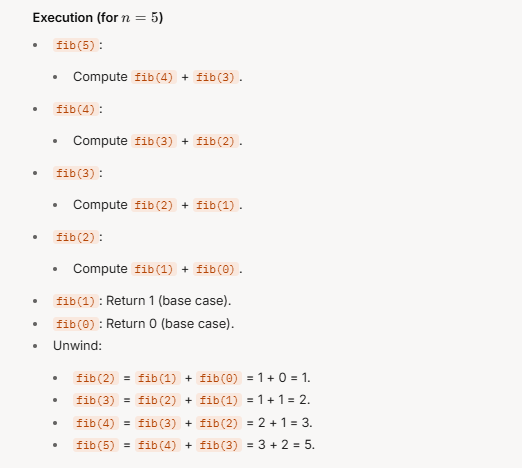 Execution (for n = 5)
• fib(5):
• Compute fib(4) + fib(3).
• fib(4):
• Compute fib(3) + fib(2).
• fib(3):
• Compute fib(2) + fib(1).
• fib(2):
• Compute fib(1) + fib(0).
• fib(1): Return 1 (base case).
• fib(0): Return 0 (base case).
• Unwind:
• fib(2) = fib(1) + fib(0) = 1 + 0 = 1.
• fib(3) = fib(2) + fib(1) = 1 + 1 = 2.
• fib(4) = fib(3) + fib(2) = 2 + 1 = 3.
• fib(5) = fib(4) + fib(3) = 3 + 2 = 5.